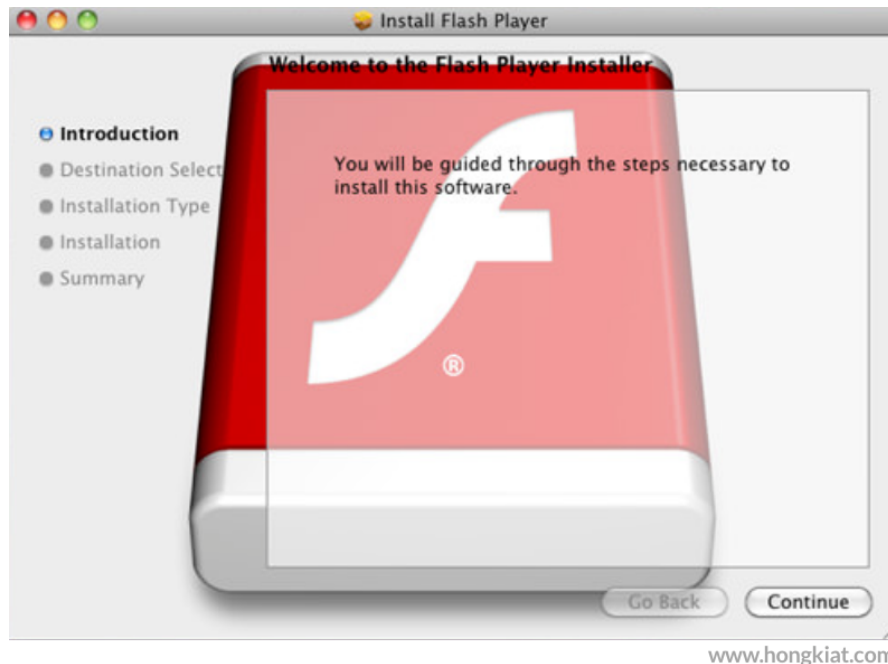 Install Flash Player
Welcome to the Flash Player Installer
Introduction
Destination Select
Installation Type
Installation
Summary
You will be guided through the steps necessary to
install this software.
®
Go Back
Continue
www.hongkiat.com